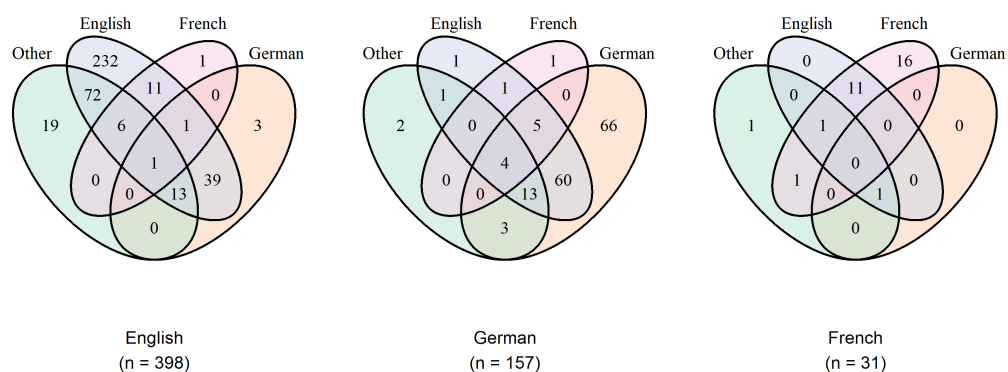 English French
Other German
232 1
72 11 0
19 6 1 3
1
0 0 13 39
0
English
(n = 398)
English French
Other German
1 1
1 1 0
2 0 5 66
4
0 0 13 60
3
German
(n = 157)
English French
Other German
0 16
0 11 0
1 1 0 0
0
1 0 1 0
0
French
(n = 31)